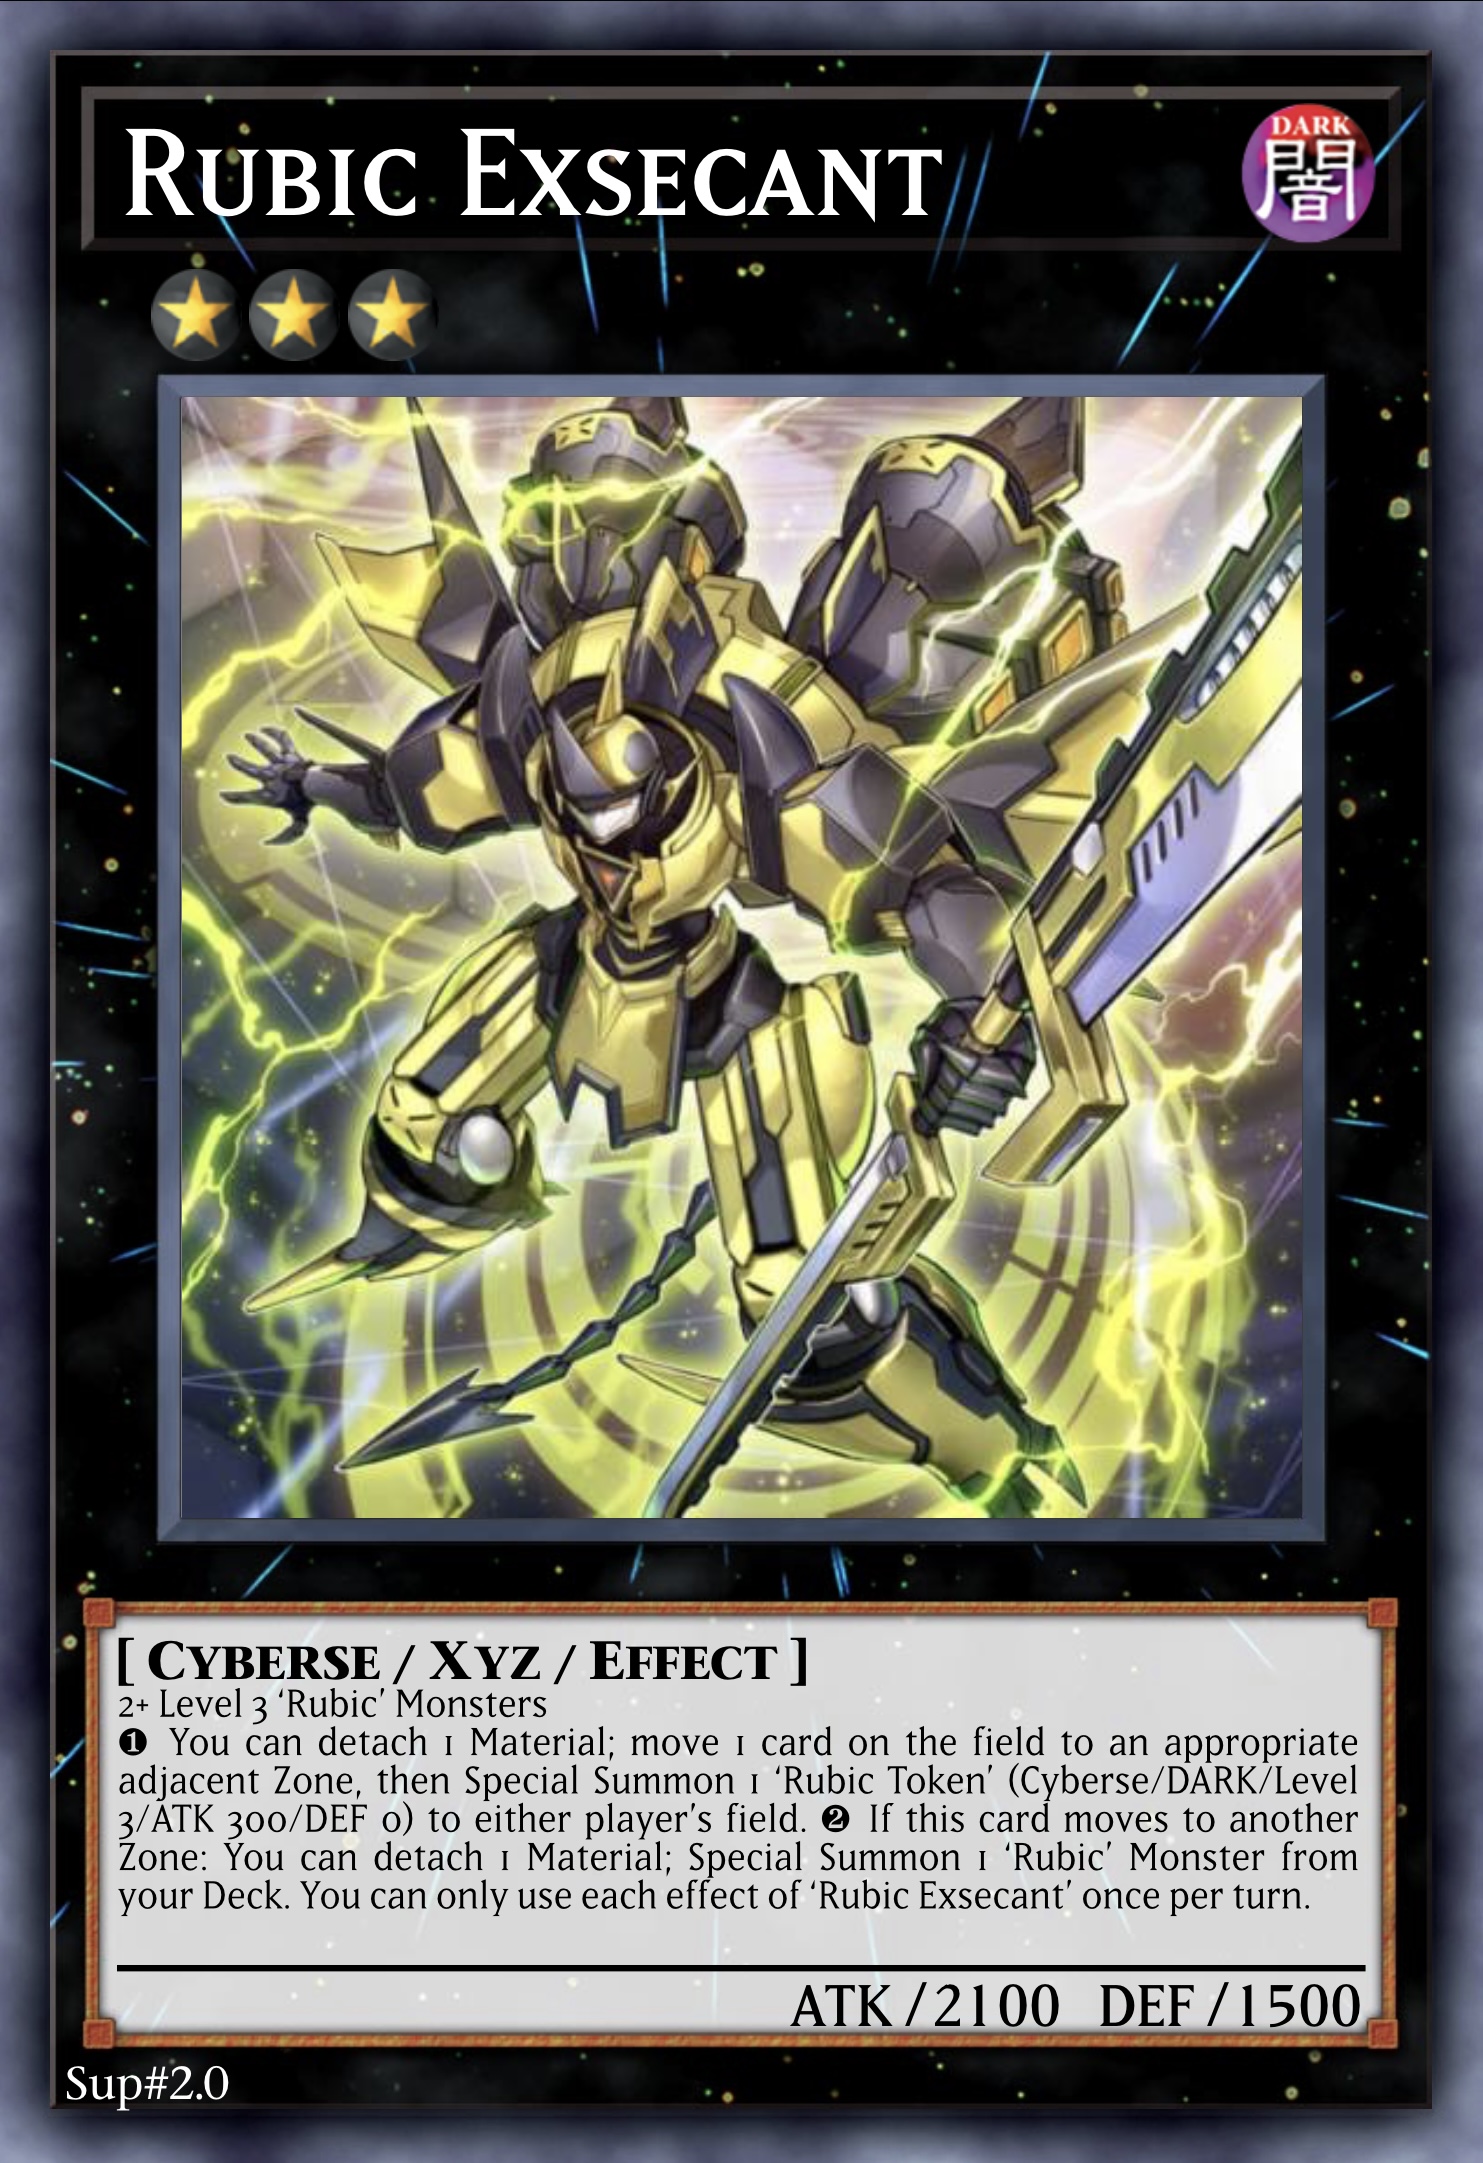 Rubic Exsecant
DARK
闇
[ Cyberse / Xyz / Effect ]
2+ Level 3 ‘Rubic’ Monsters
❶ You can detach 1 Material; move 1 card on the field to an appropriate
adjacent Zone, then Special Summon 1 ‘Rubic Token’ (Cyberse/DARK/Level
3/ATK 300/DEF 0) to either player’s field. ❷ If this card moves to another
Zone: You can detach 1 Material; Special Summon 1 ‘Rubic’ Monster from
your Deck. You can only use each effect of ‘Rubic Exsecant’ once per turn.
ATK/2100 DEF/1500
Sup#2.0